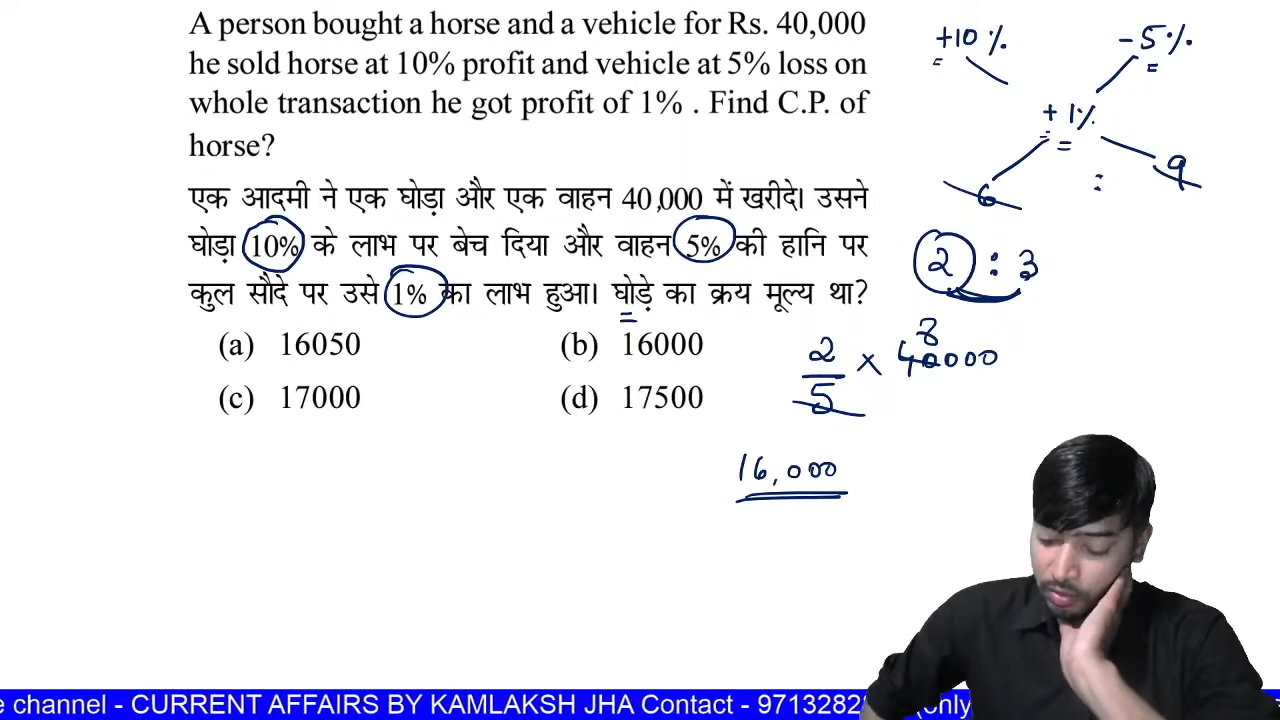 A person bought a horse and a vehicle for Rs. 40,000
he sold horse at 10% profit and vehicle at 5% loss on
whole transaction he got profit of 1% . Find C.P. of
horse?
एक आदमी ने एक घोड़ा और एक वाहन 40,000 में खरीदे। उसने
घोड़ा 10% के लाभ पर बेच दिया और वाहन 5% की हानि पर
कुल सौदे पर उसे 1% का लाभ हुआ। घोड़े का क्रय मूल्य था?
(a) 16050 (b) 16000
(c) 17000 (d) 17500
+10% -5%
+1%
6 : 9
2 : 3
8
2/5 × 40000
16,000
e channel - CURRENT AFFAIRS BY KAMLAKSH JHA Contact - 9713282 (only